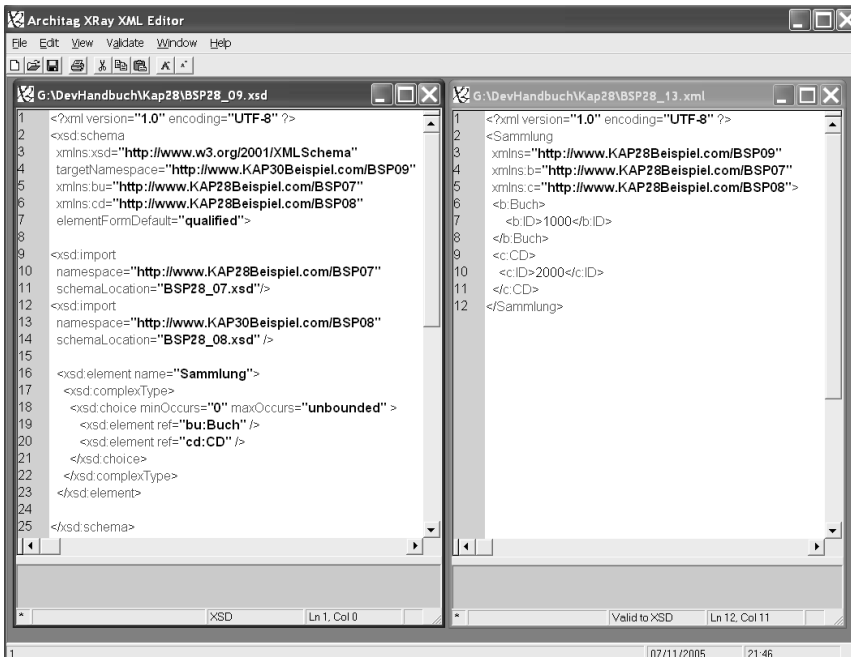 Architag XRay XML Editor
File Edit View Validate Window Help
G:\DevHandbuch\Kap28\BSP28_09.xsd
1 <?xml version="1.0" encoding="UTF-8" ?>
2 <xsd:schema
3 xmlns:xsd="http://www.w3.org/2001/XMLSchema"
4 targetNamespace="http://www.KAP30Beispiel.com/BSP09"
5 xmlns:bu="http://www.KAP28Beispiel.com/BSP07"
6 xmlns:cd="http://www.KAP28Beispiel.com/BSP08"
7 elementFormDefault="qualified">
8
9 <xsd:import
10 namespace="http://www.KAP28Beispiel.com/BSP07"
11 schemaLocation="BSP28_07.xsd"/>
12 <xsd:import
13 namespace="http://www.KAP30Beispiel.com/BSP08"
14 schemaLocation="BSP28_08.xsd" />
15
16 <xsd:element name="Sammlung">
17 <xsd:complexType>
18 <xsd:choice minOccurs="0" maxOccurs="unbounded" >
19 <xsd:element ref="bu:Buch" />
20 <xsd:element ref="cd:CD" />
21 </xsd:choice>
22 </xsd:complexType>
23 </xsd:element>
24
25 </xsd:schema>
* XSD Ln 1, Col 0
G:\DevHandbuch\Kap28\BSP28_13.xml
1 <?xml version="1.0" encoding="UTF-8" ?>
2 <Sammlung
3 xmlns="http://www.KAP28Beispiel.com/BSP09"
4 xmlns:b="http://www.KAP28Beispiel.com/BSP07"
5 xmlns:c="http://www.KAP28Beispiel.com/BSP08">
6 <b:Buch>
7 <b:ID>1000</b:ID>
8 </b:Buch>
9 <c:CD>
10 <c:ID>2000</c:ID>
11 </c:CD>
12 </Sammlung>
* Valid to XSD Ln 12, Col 11
1 07/11/2005 21:46